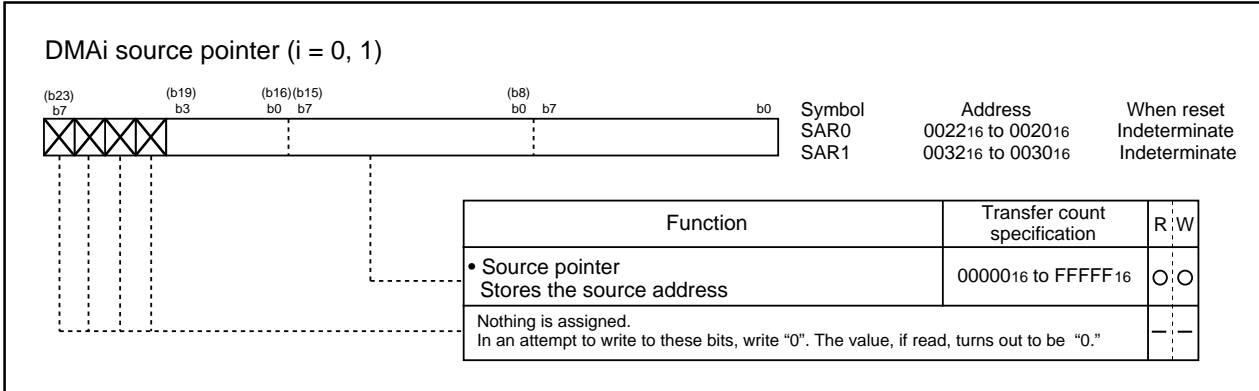 DMAi source pointer (i = 0, 1)
(b23) (b19) (b16)(b15) (b8)
b7 b3 b0 b7 b0 b7 b0
Symbol Address When reset
SAR0 002216 to 002016 Indeterminate
SAR1 003216 to 003016 Indeterminate
Function Transfer count specification R W
• Source pointer
Stores the source address
0000016 to FFFFF16
Nothing is assigned.
In an attempt to write to these bits, write “0”. The value, if read, turns out to be “0.”